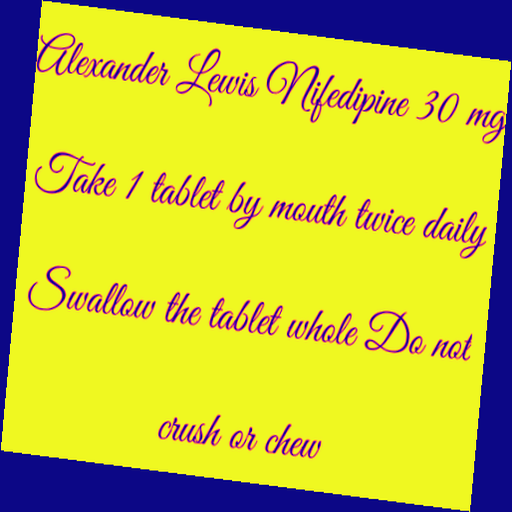 Alexander Lewis Nifedipine 30 mg
Take 1 tablet by mouth twice daily
Swallow the tablet whole Do not
crush or chew